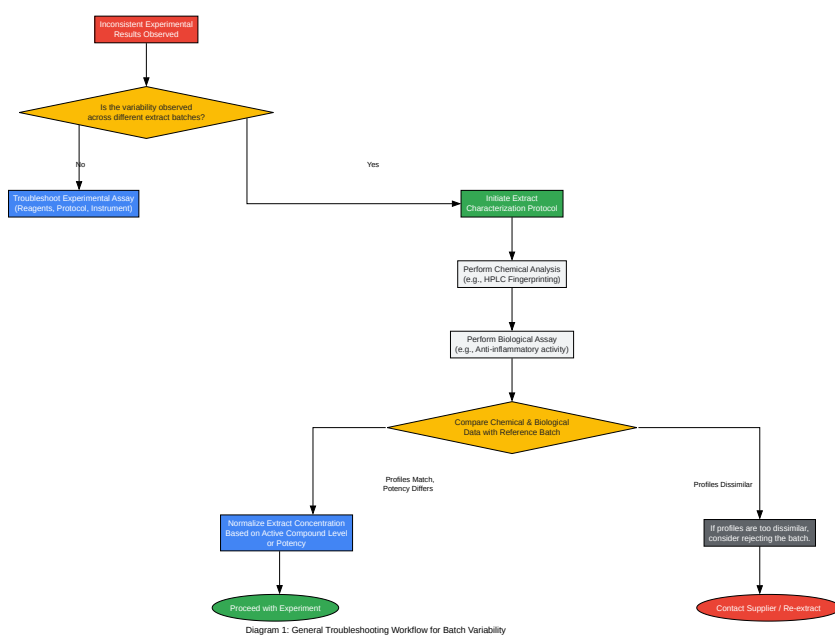 Inconsistent Experimental
Results Observed
Is the variability observed
across different extract batches?
No
Yes
Troubleshoot Experimental Assay
(Reagents, Protocol, Instrument)
Initiate Extract
Characterization Protocol
Perform Chemical Analysis
(e.g., HPLC Fingerprinting)
Perform Biological Assay
(e.g., Anti-inflammatory activity)
Compare Chemical & Biological
Data with Reference Batch
Profiles Match,
Potency Differs
Profiles Dissimilar
Normalize Extract Concentration
Based on Active Compound Level
or Potency
If profiles are too dissimilar,
consider rejecting the batch.
Proceed with Experiment
Contact Supplier / Re-extract
Diagram 1: General Troubleshooting Workflow for Batch Variability